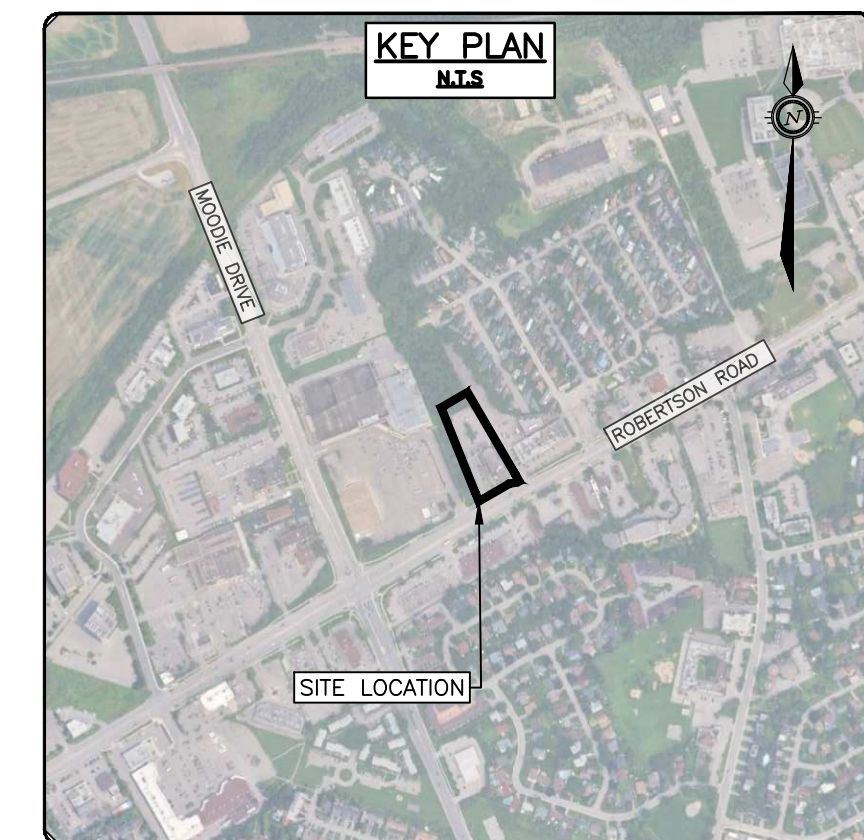 KEY PLAN
N.T.S
N
MOODIE DRIVE
ROBERTSON ROAD
SITE LOCATION